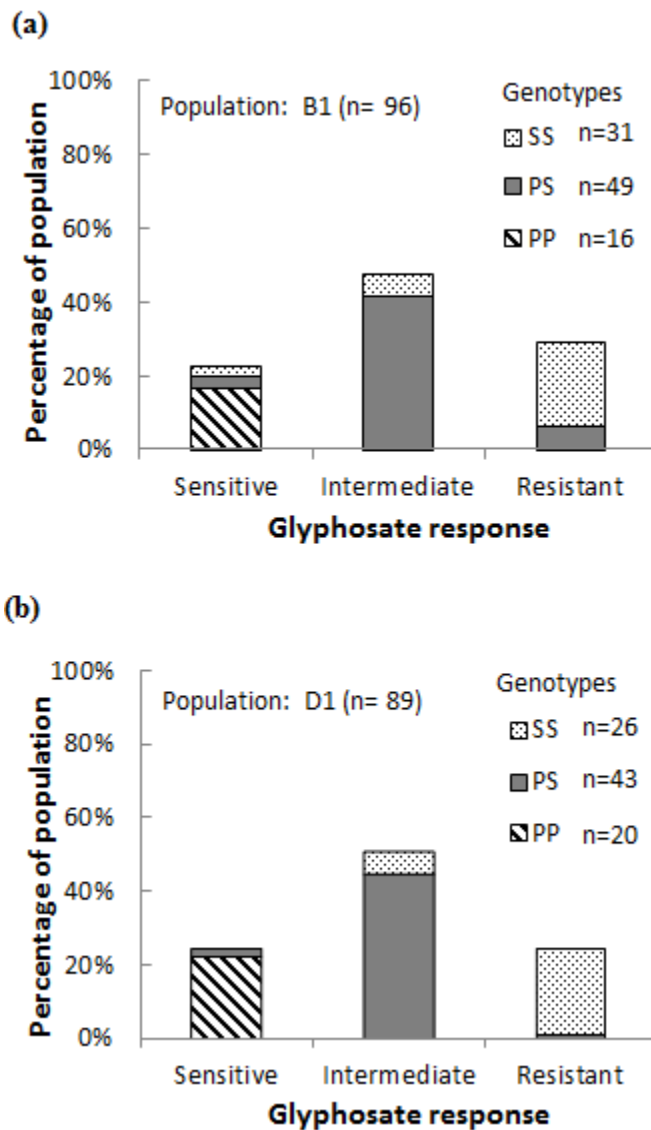 (a)
Percentage of population
100%
80%
60%
40%
20%
0%
Population: B1 (n= 96)
Genotypes
SS n=31
PS n=49
PP n=16
Sensitive Intermediate Resistant
Glyphosate response
(b)
Percentage of population
100%
80%
60%
40%
20%
0%
Population: D1 (n= 89)
Genotypes
SS n=26
PS n=43
PP n=20
Sensitive Intermediate Resistant
Glyphosate response